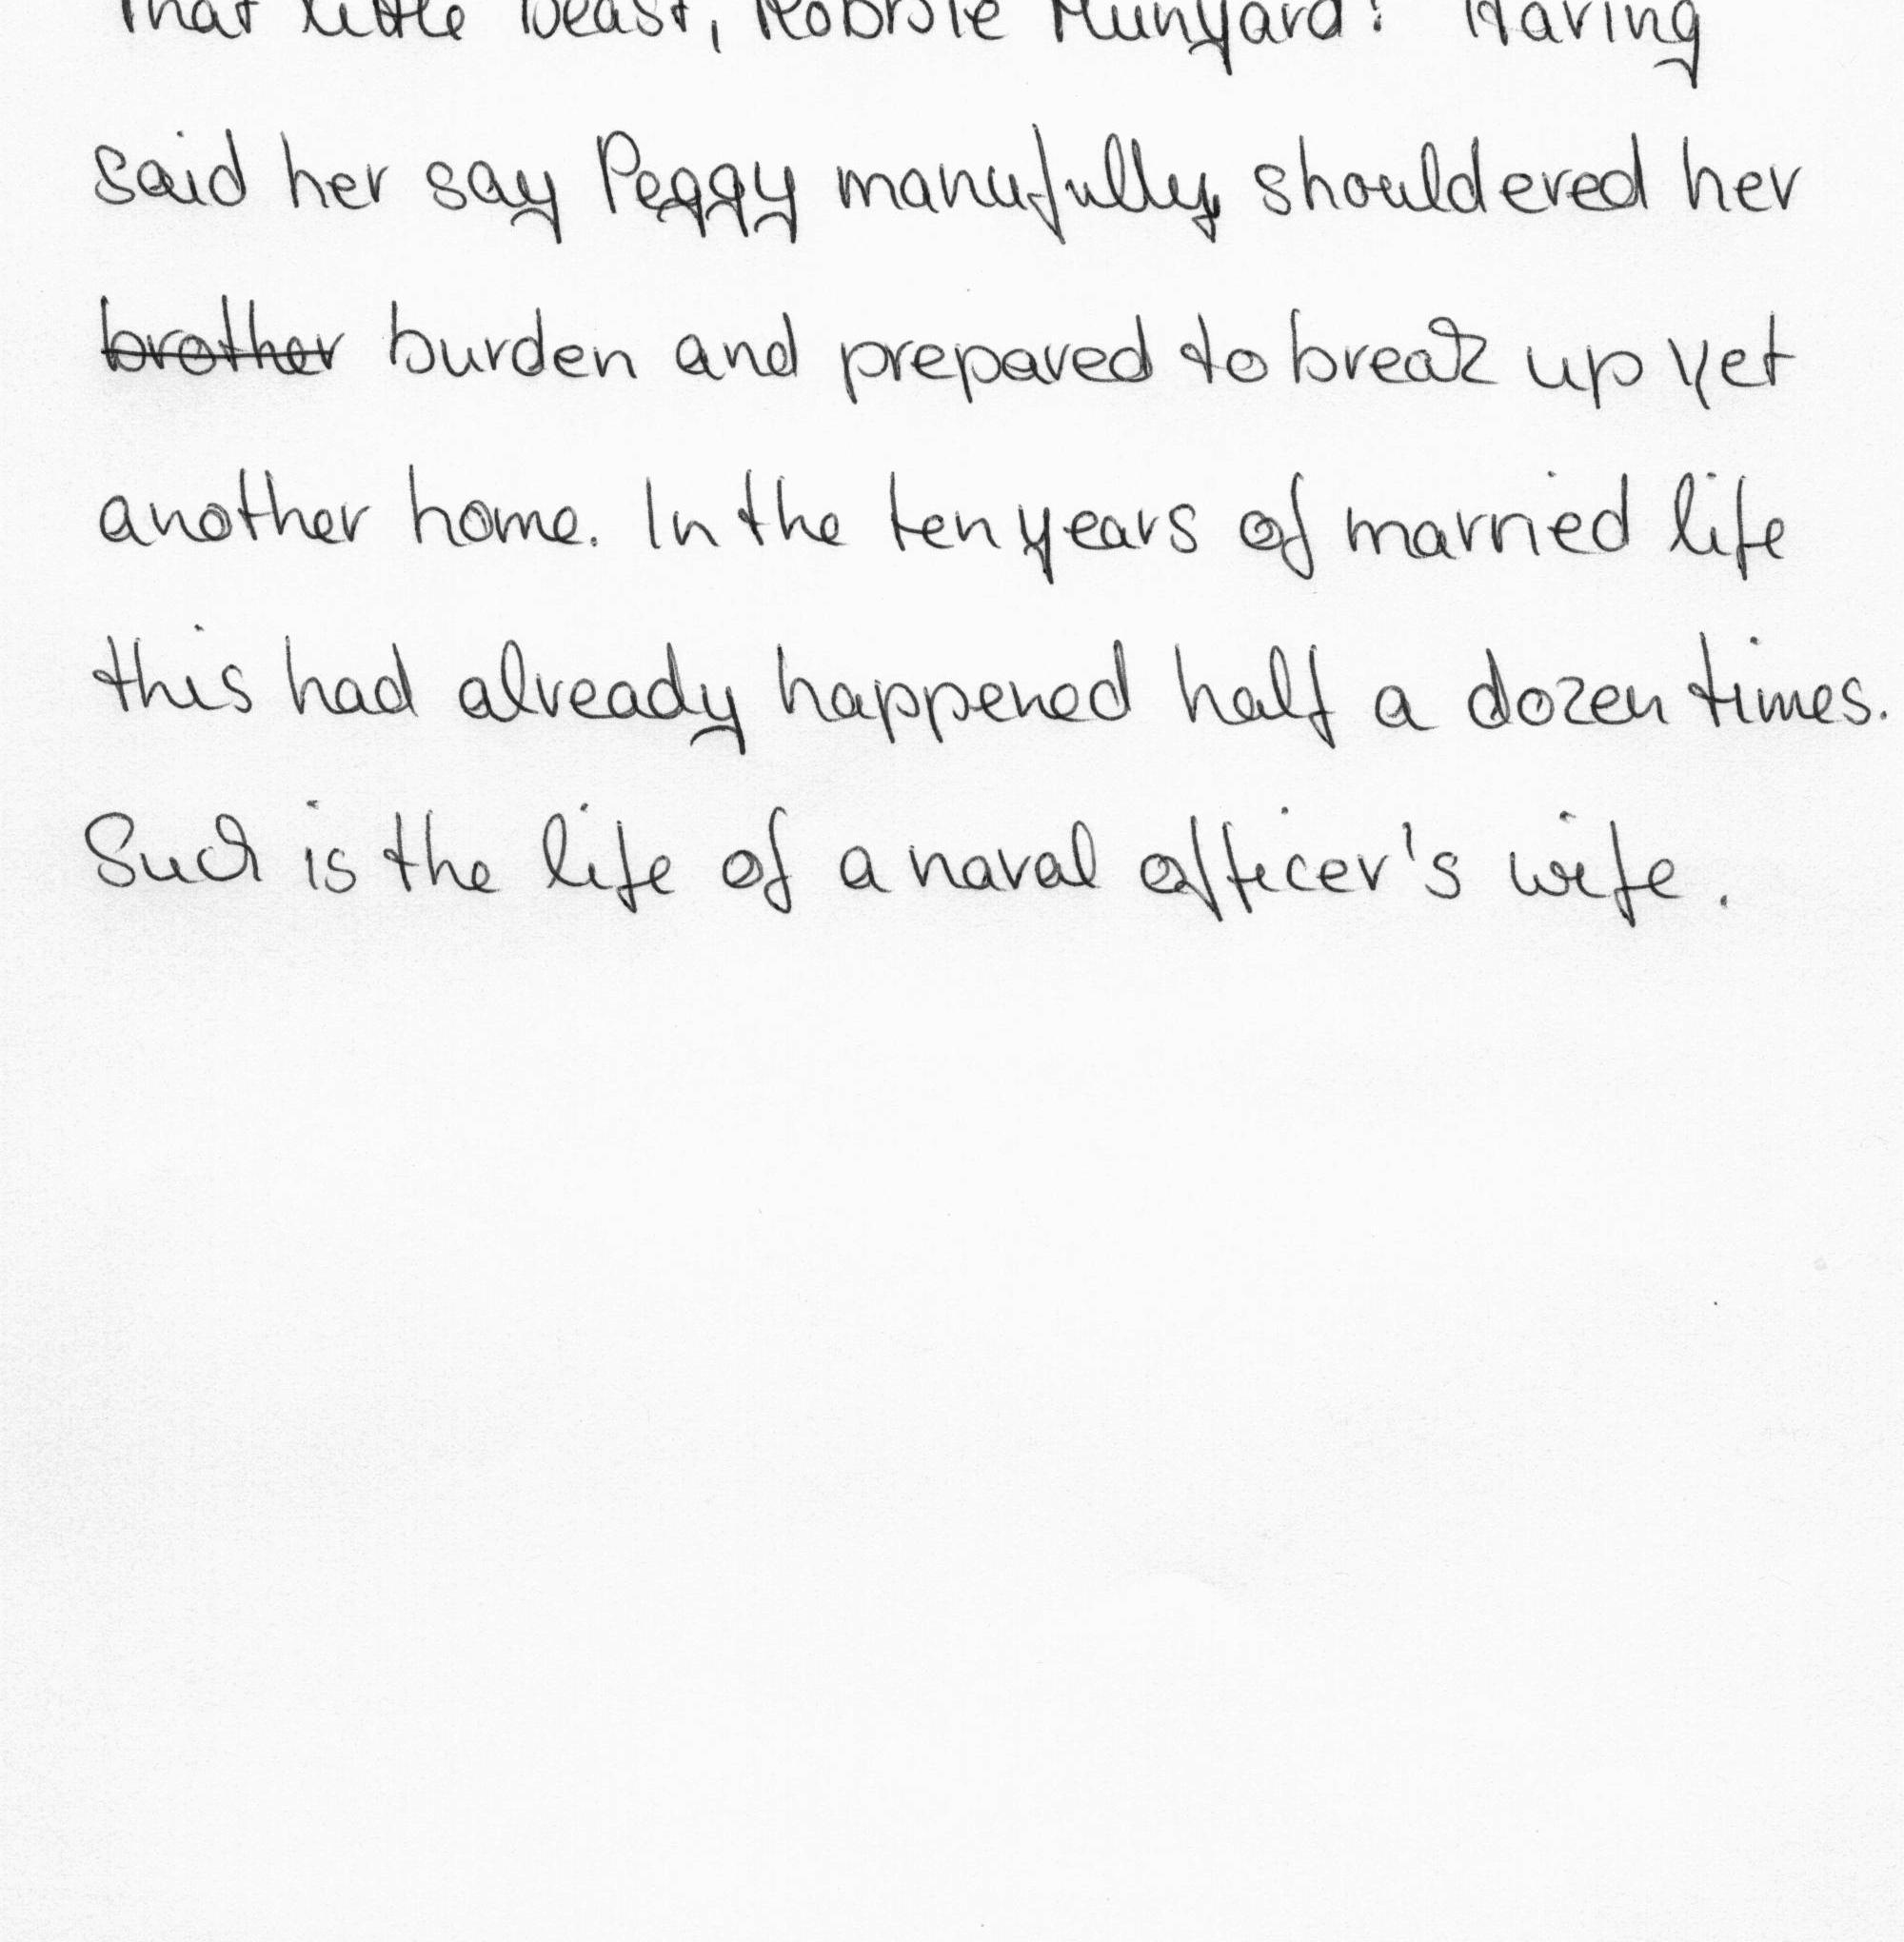 That little beast, Robbie Munyard! Having
said her say Peggy manufully shouldered her
brother burden and prepared to break up yet
another home. In the ten years of married life
this had already happened half a dozen times.
Such is the life of a naval officer's wife.